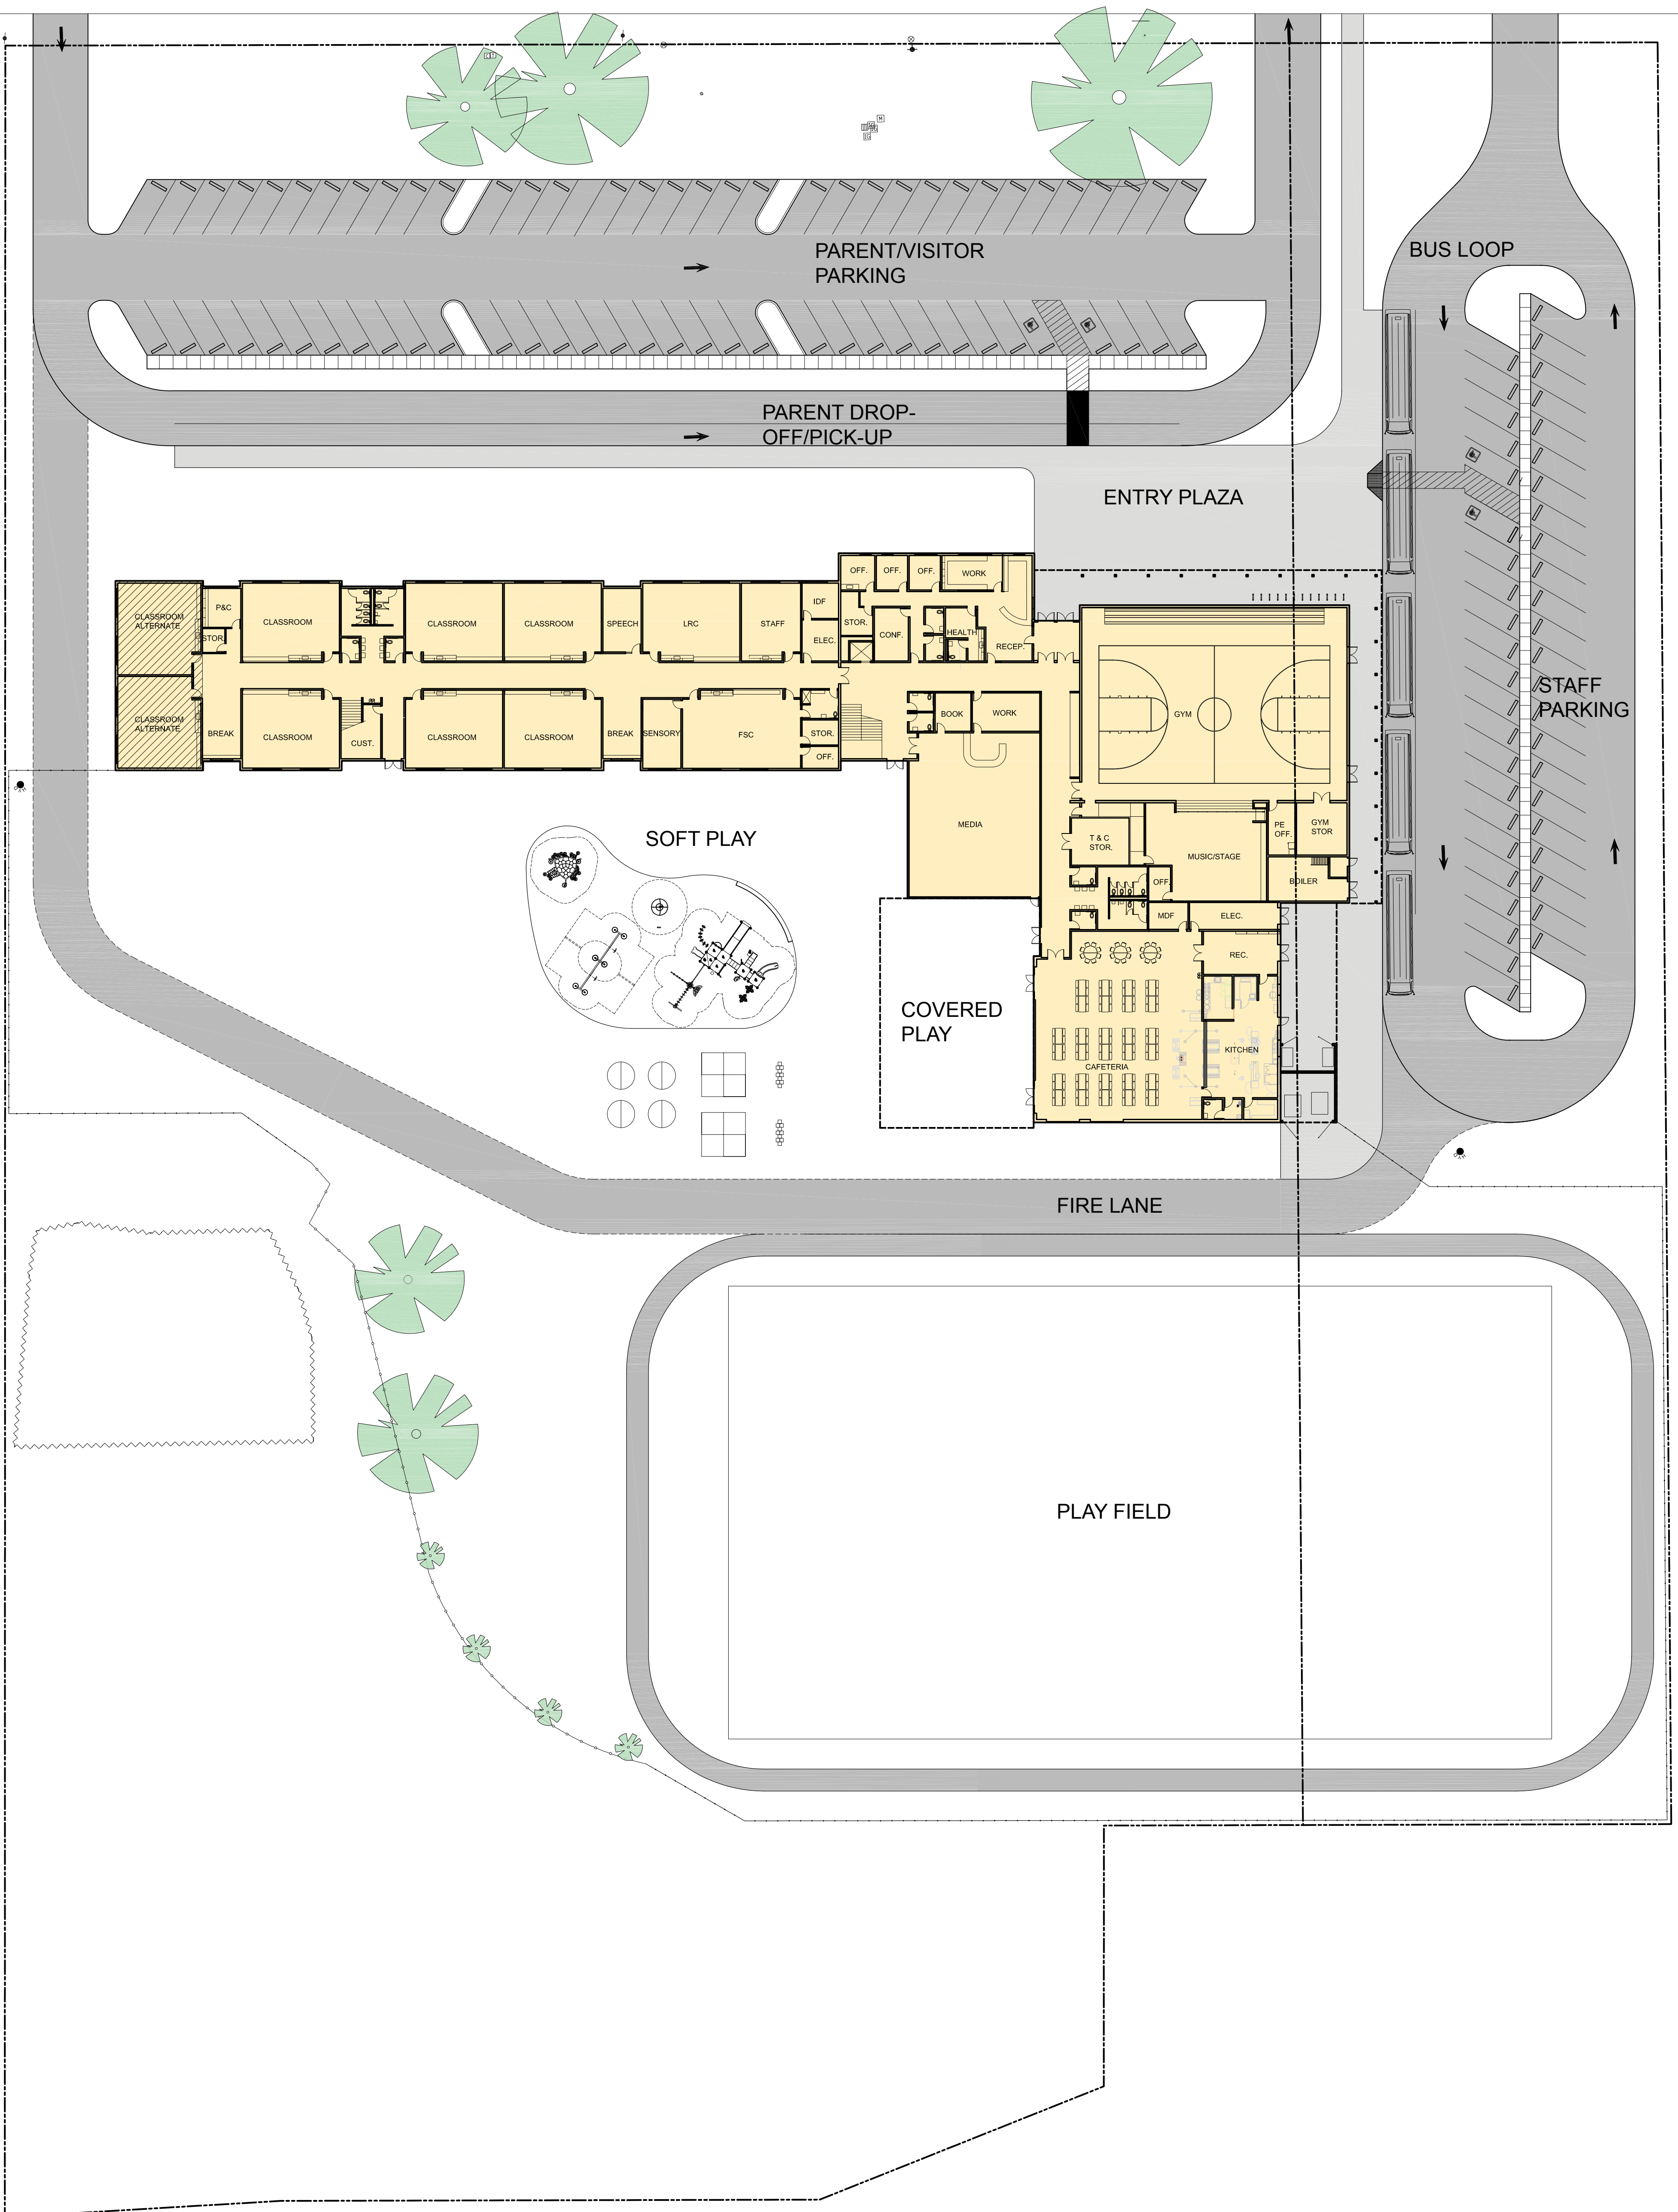 PARENT/VISITOR
PARKING
BUS LOOP
PARENT DROP-
OFF/PICK-UP
ENTRY PLAZA
OFF.
OFF.
OFF.
WORK
CLASSROOM
ALTERNATE
P&C
STOR.
CLASSROOM
CLASSROOM
CLASSROOM
SPEECH
LRC
STAFF
IDF
ELEC.
STOR.
CONF.
HEALTH
RECEP.
CLASSROOM
ALTERNATE
BREAK
CLASSROOM
CUST.
CLASSROOM
CLASSROOM
BREAK
SENSORY
FSC
STOR.
OFF.
BOOK
WORK
GYM
STAFF
PARKING
MEDIA
SOFT PLAY
T & C
STOR.
MUSIC/STAGE
PE
OFF.
GYM
STOR
BOILER
OFF.
MDF
ELEC.
REC.
COVERED
PLAY
KITCHEN
CAFETERIA
FIRE LANE
PLAY FIELD